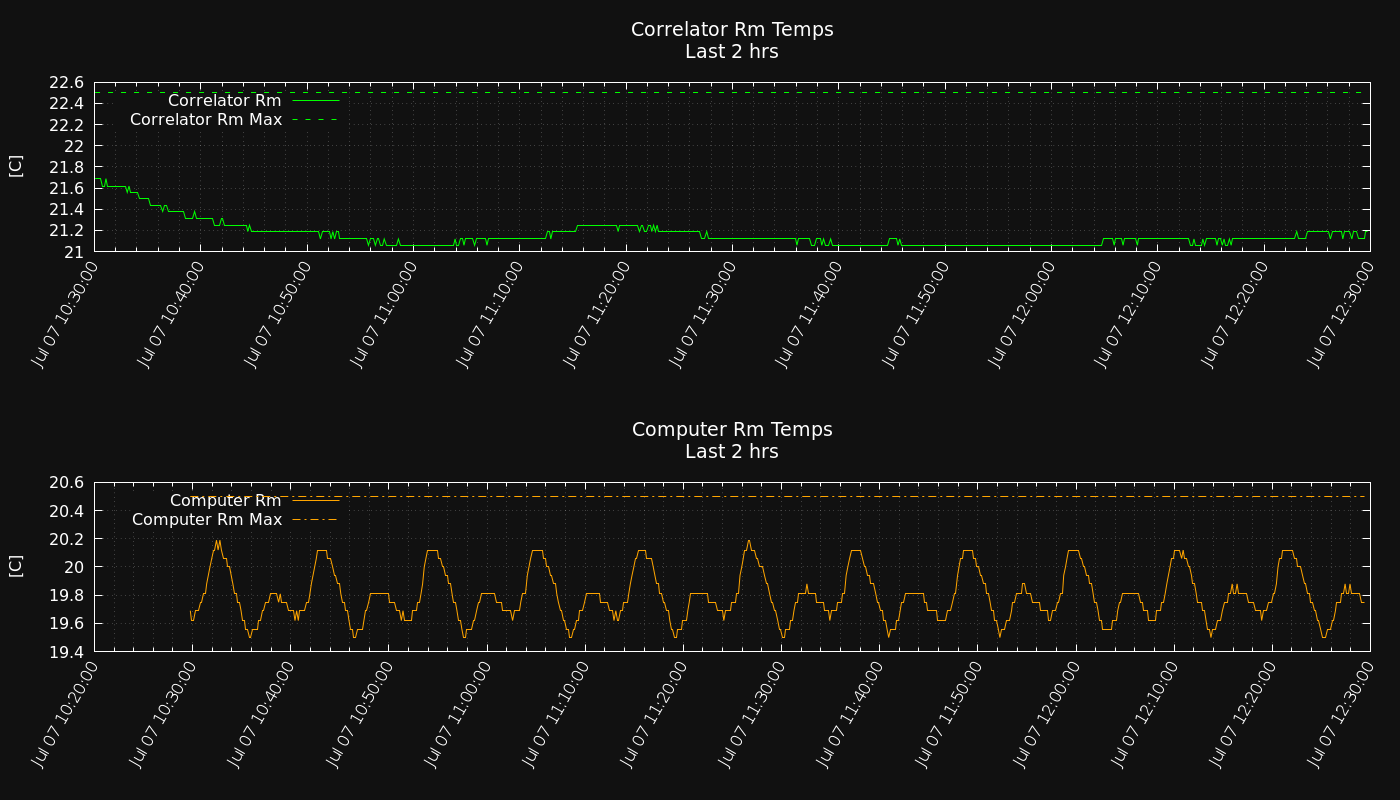 Correlator Rm Temps
Last 2 hrs
22.6
22.4
22.2
22
21.8
21.6
21.4
21.2
21
[C]
Correlator Rm
Correlator Rm Max
Jul 07 10:30:00
Jul 07 10:40:00
Jul 07 10:50:00
Jul 07 11:00:00
Jul 07 11:10:00
Jul 07 11:20:00
Jul 07 11:30:00
Jul 07 11:40:00
Jul 07 11:50:00
Jul 07 12:00:00
Jul 07 12:10:00
Jul 07 12:20:00
Jul 07 12:30:00
Computer Rm Temps
Last 2 hrs
20.6
20.4
20.2
20
19.8
19.6
19.4
[C]
Computer Rm
Computer Rm Max
Jul 07 10:20:00
Jul 07 10:30:00
Jul 07 10:40:00
Jul 07 10:50:00
Jul 07 11:00:00
Jul 07 11:10:00
Jul 07 11:20:00
Jul 07 11:30:00
Jul 07 11:40:00
Jul 07 11:50:00
Jul 07 12:00:00
Jul 07 12:10:00
Jul 07 12:20:00
Jul 07 12:30:00